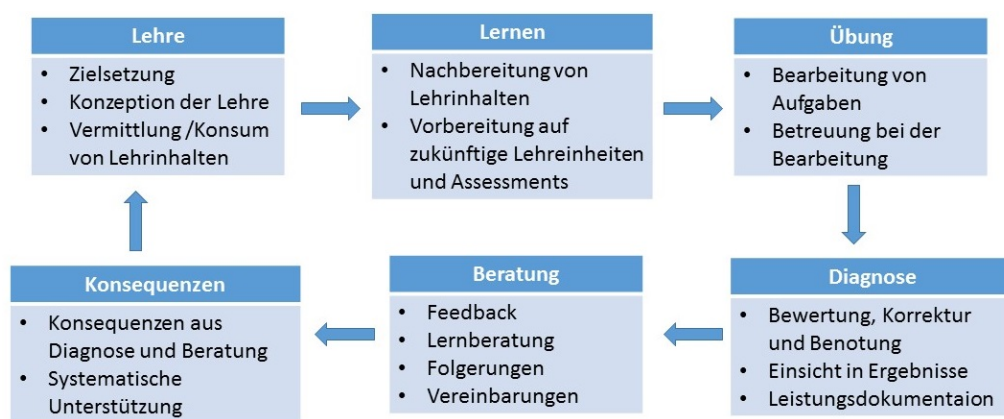 Lehre
• Zielsetzung
• Konzeption der Lehre
• Vermittlung /Konsum
von Lehrinhalten
Lernen
• Nachbereitung von
Lehrinhalten
• Vorbereitung auf
zukünftige Lehreinheiten
und Assessments
Übung
• Bearbeitung von
Aufgaben
• Betreuung bei der
Bearbeitung
Diagnose
• Bewertung, Korrektur
und Benotung
• Einsicht in Ergebnisse
• Leistungsdokumentaion
Beratung
• Feedback
• Lernberatung
• Folgerungen
• Vereinbarungen
Konsequenzen
• Konsequenzen aus
Diagnose und Beratung
• Systematische
Unterstützung